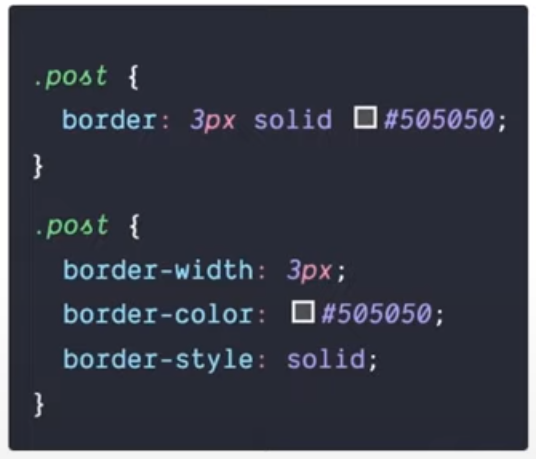 .post {
  border: 3px solid #505050;
}
.post {
  border-width: 3px;
  border-color: #505050;
  border-style: solid;
}